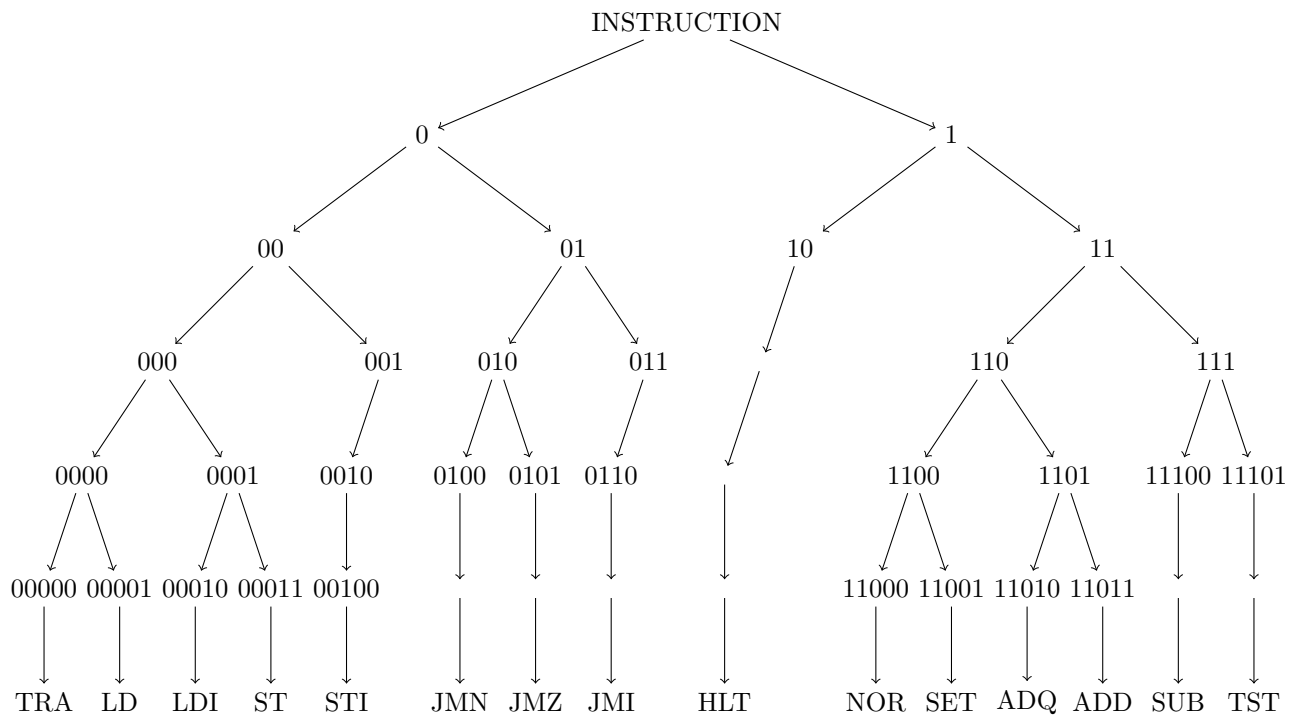 INSTRUCTION
0 1
00 01 10 11
000 001 010 011 110 111
0000 0001 0010 0100 0101 0110 1100 1101 11100 11101
00000 00001 00010 00011 00100 11000 11001 11010 11011
TRA LD LDI ST STI JMN JMZ JMI HLT NOR SET ADQ ADD SUB TST